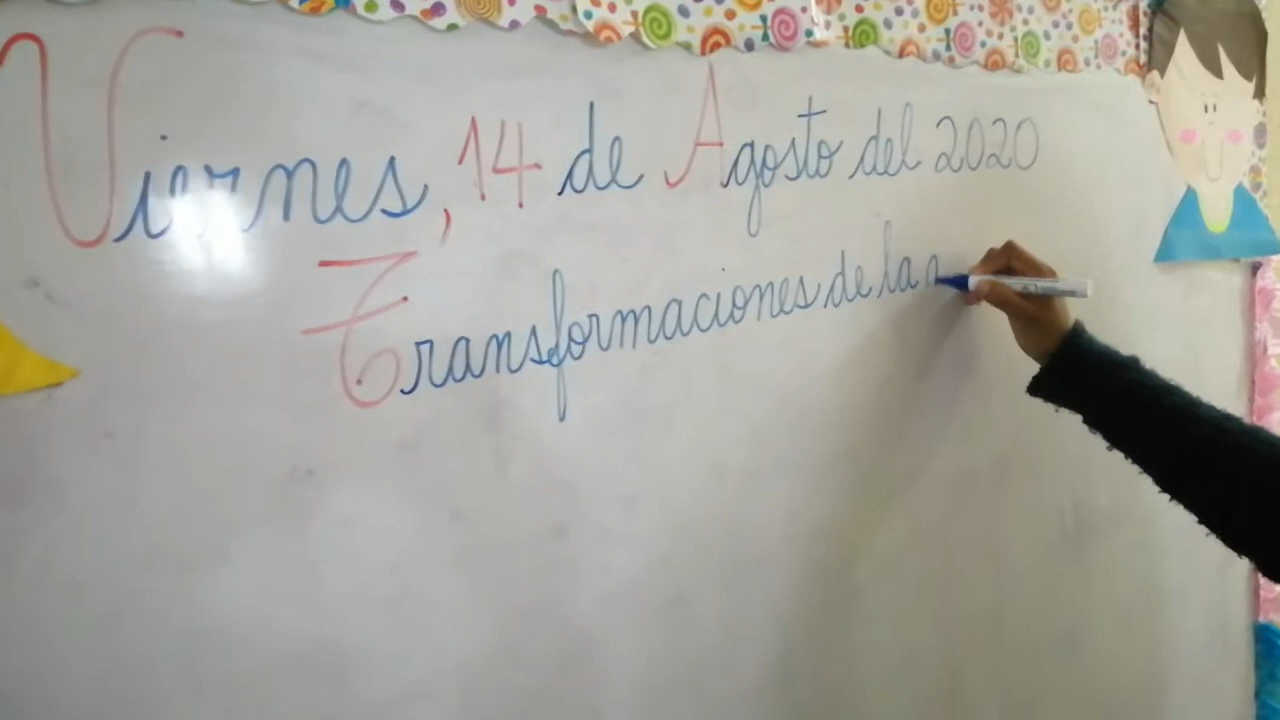 Viernes, 14 de Agosto del 2020
Transformaciones de la